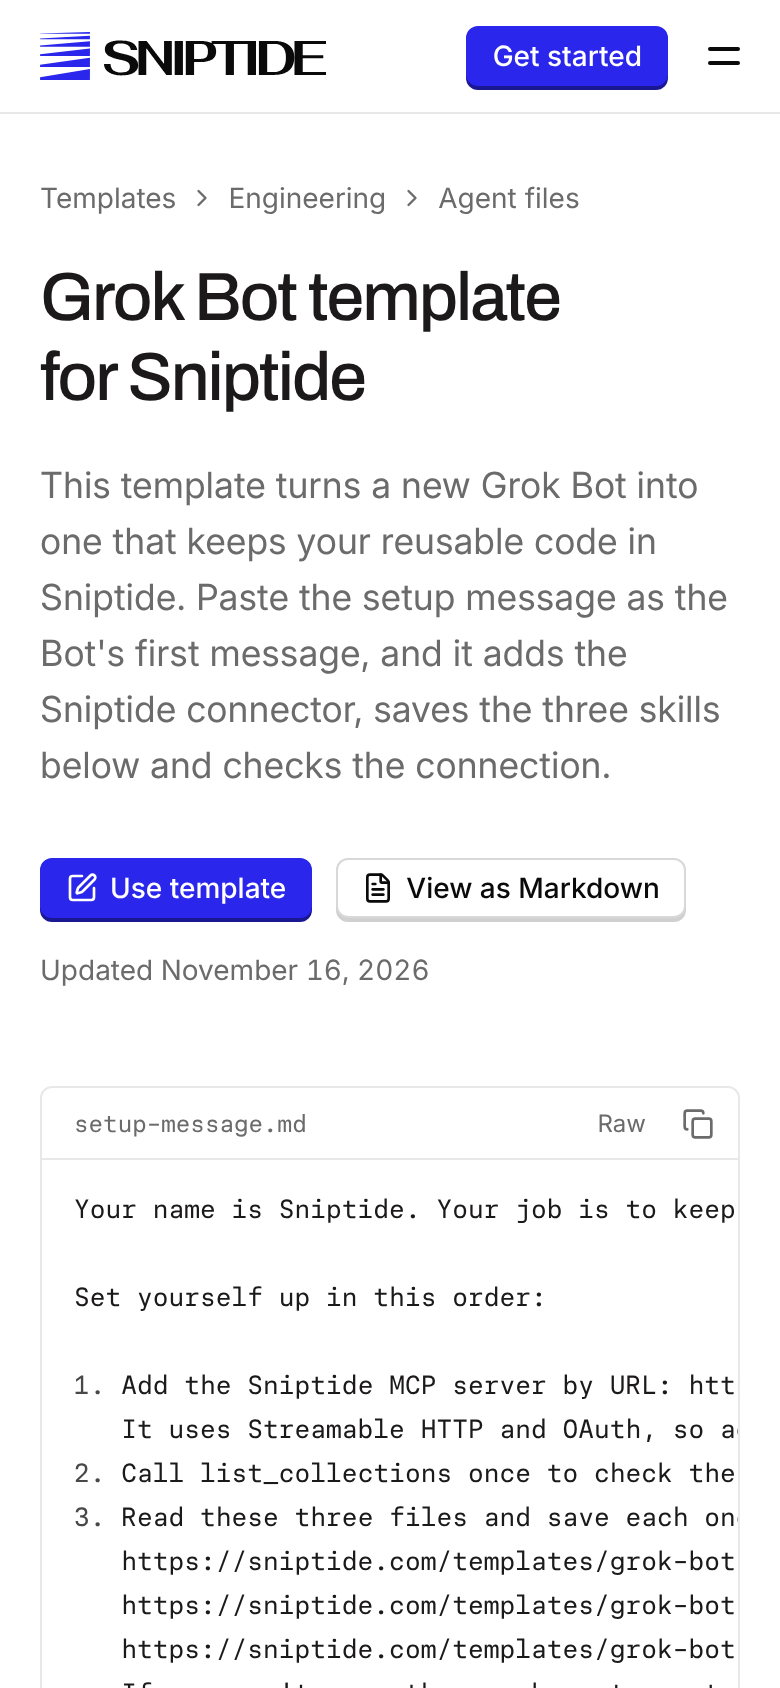 SNIPTIDE
Get started
Templates > Engineering > Agent files
Grok Bot template
for Sniptide
This template turns a new Grok Bot into
one that keeps your reusable code in
Sniptide. Paste the setup message as the
Bot's first message, and it adds the
Sniptide connector, saves the three skills
below and checks the connection.
Use template
View as Markdown
Updated November 16, 2026
setup-message.md
Raw
Your name is Sniptide. Your job is to keep
Set yourself up in this order:
1. Add the Sniptide MCP server by URL: htt
It uses Streamable HTTP and OAuth, so a
2. Call list_collections once to check the
3. Read these three files and save each on
https://sniptide.com/templates/grok-bot
https://sniptide.com/templates/grok-bot
https://sniptide.com/templates/grok-bot